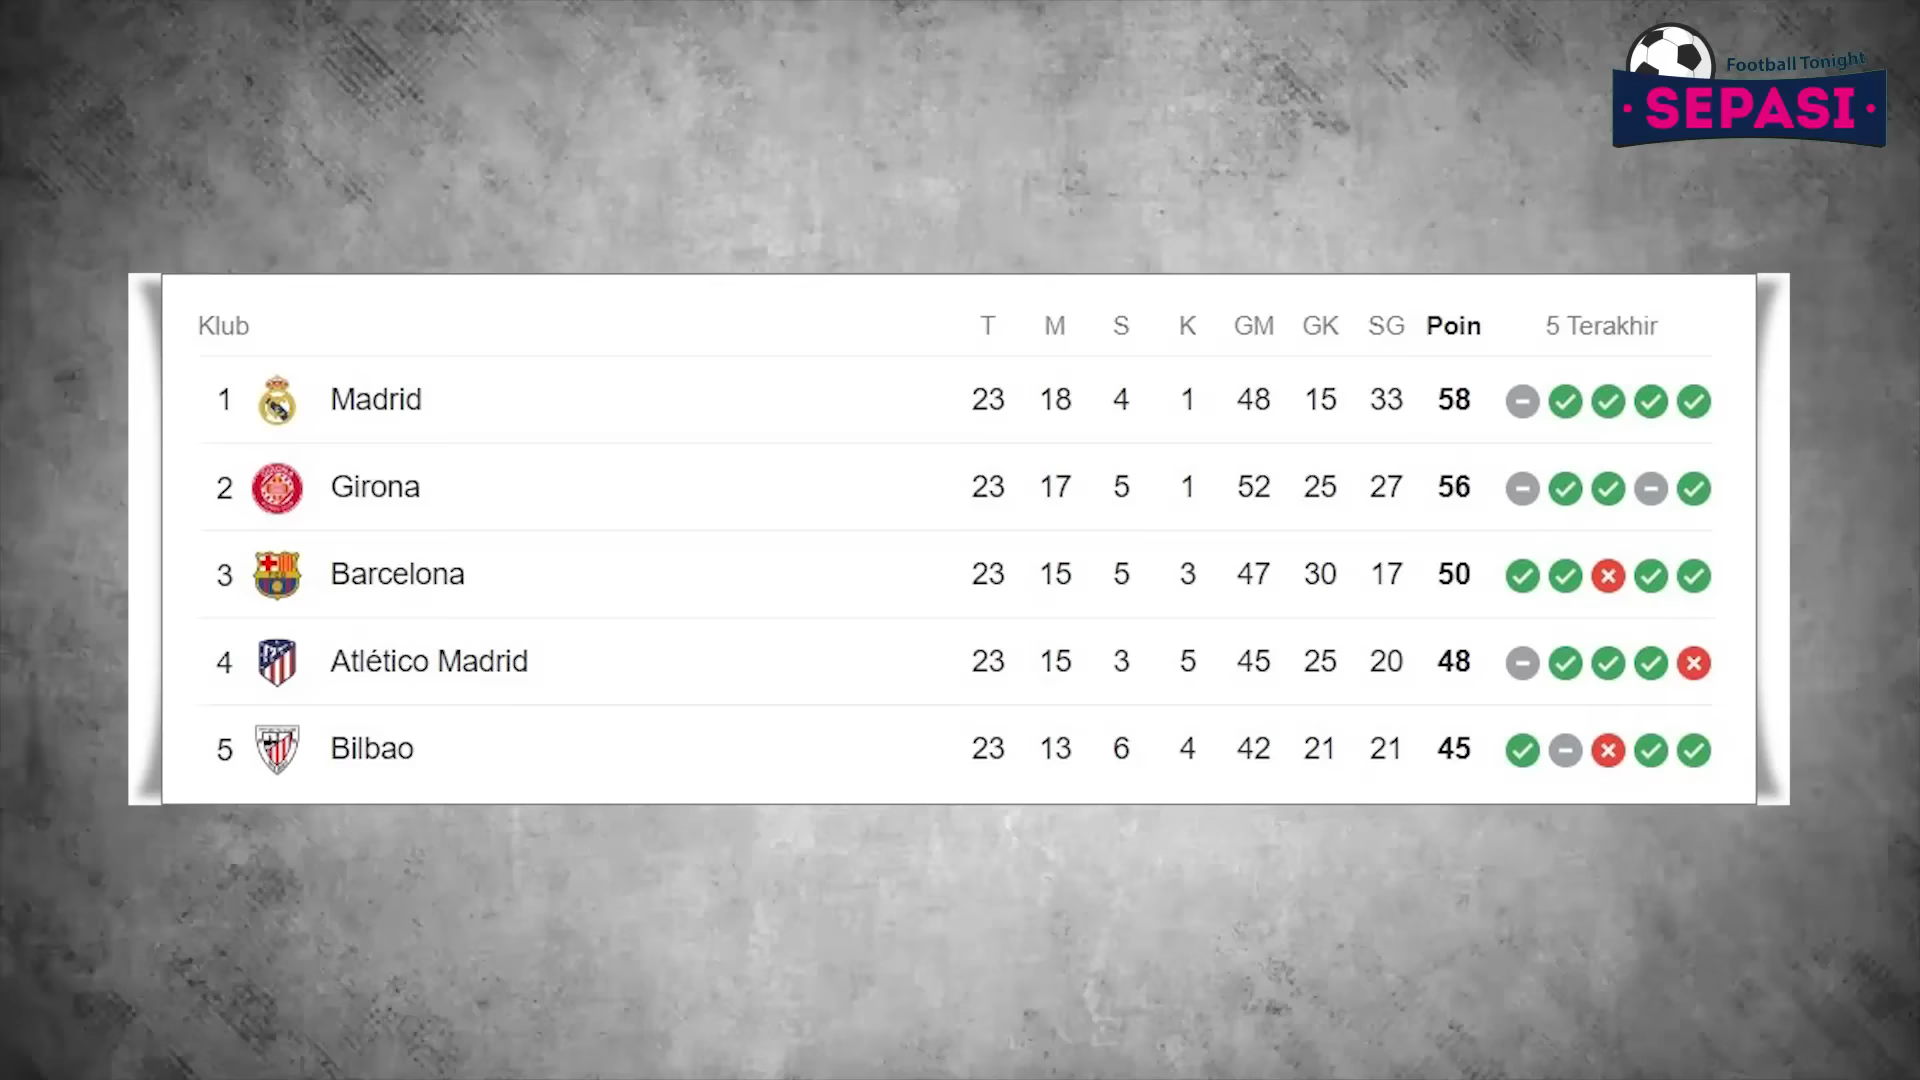 Football Tonight
SEPASI
Klub T M S K GM GK SG Poin 5 Terakhir
1 Madrid 23 18 4 1 48 15 33 58
2 Girona 23 17 5 1 52 25 27 56
3 Barcelona 23 15 5 3 47 30 17 50
4 Atlético Madrid 23 15 3 5 45 25 20 48
5 Bilbao 23 13 6 4 42 21 21 45